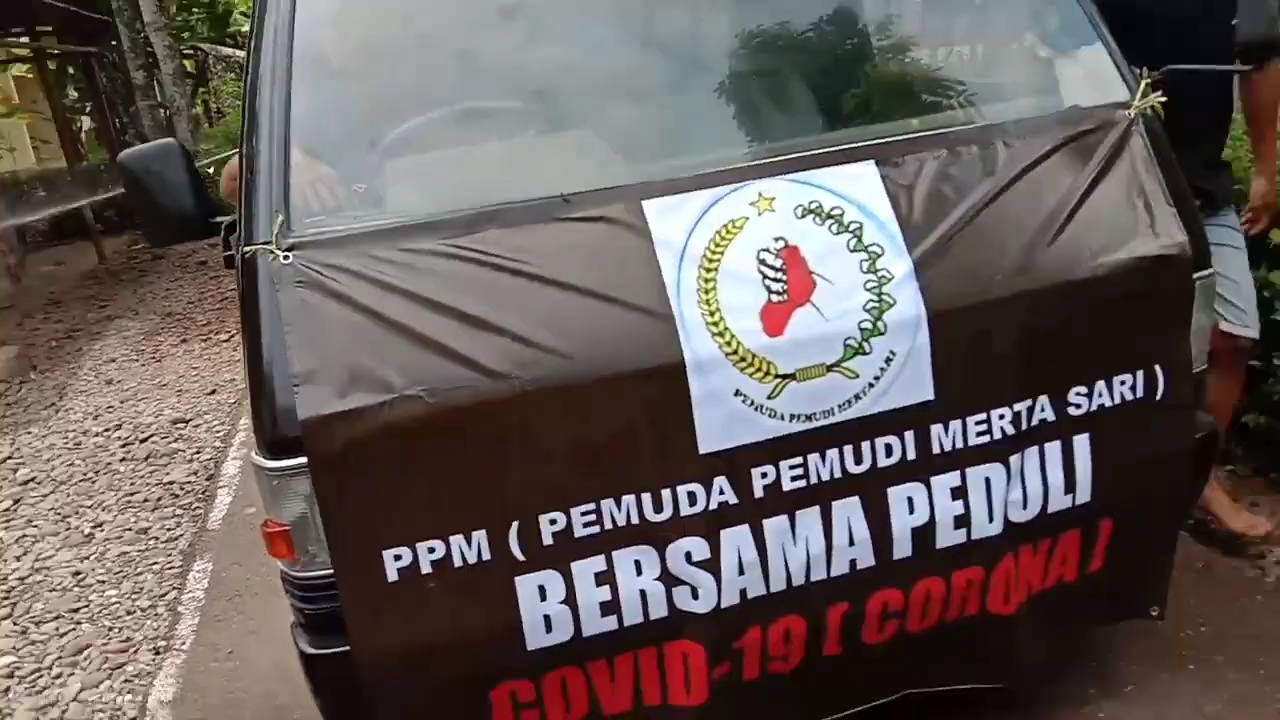 PEMUDA PEMUDI MERTASARI
PPM ( PEMUDA PEMUDI MERTA SARI )
BERSAMA PEDULI
COVID-19 [ CORONA ]